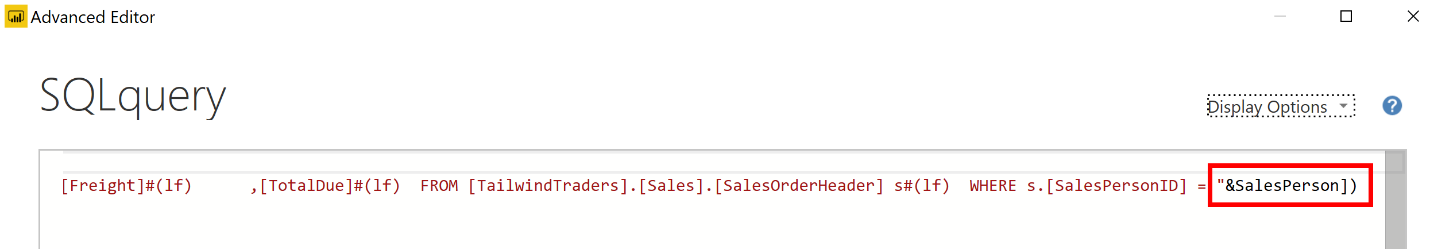 Advanced Editor
SQLquery
Display Options
[Freight]#(lf)      ,[TotalDue]#(lf)  FROM [TailwindTraders].[Sales].[SalesOrderHeader] s#(lf)  WHERE s.[SalesPersonID] = "&SalesPerson])